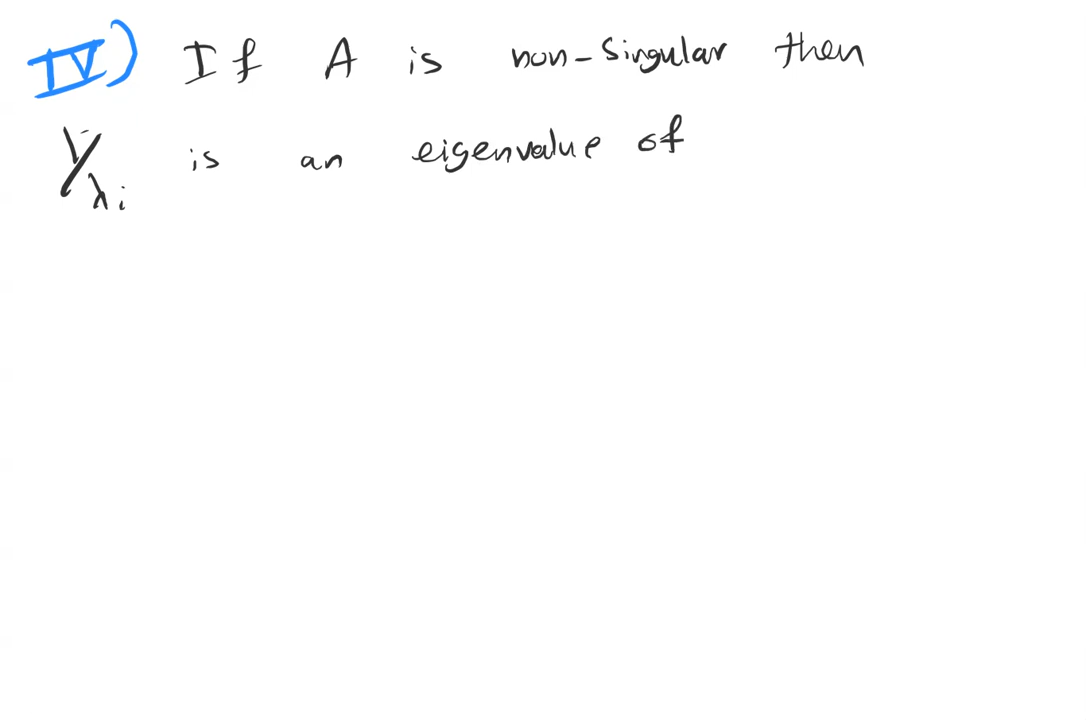 IV) If A is non-singular then
1/λi is an eigenvalue of